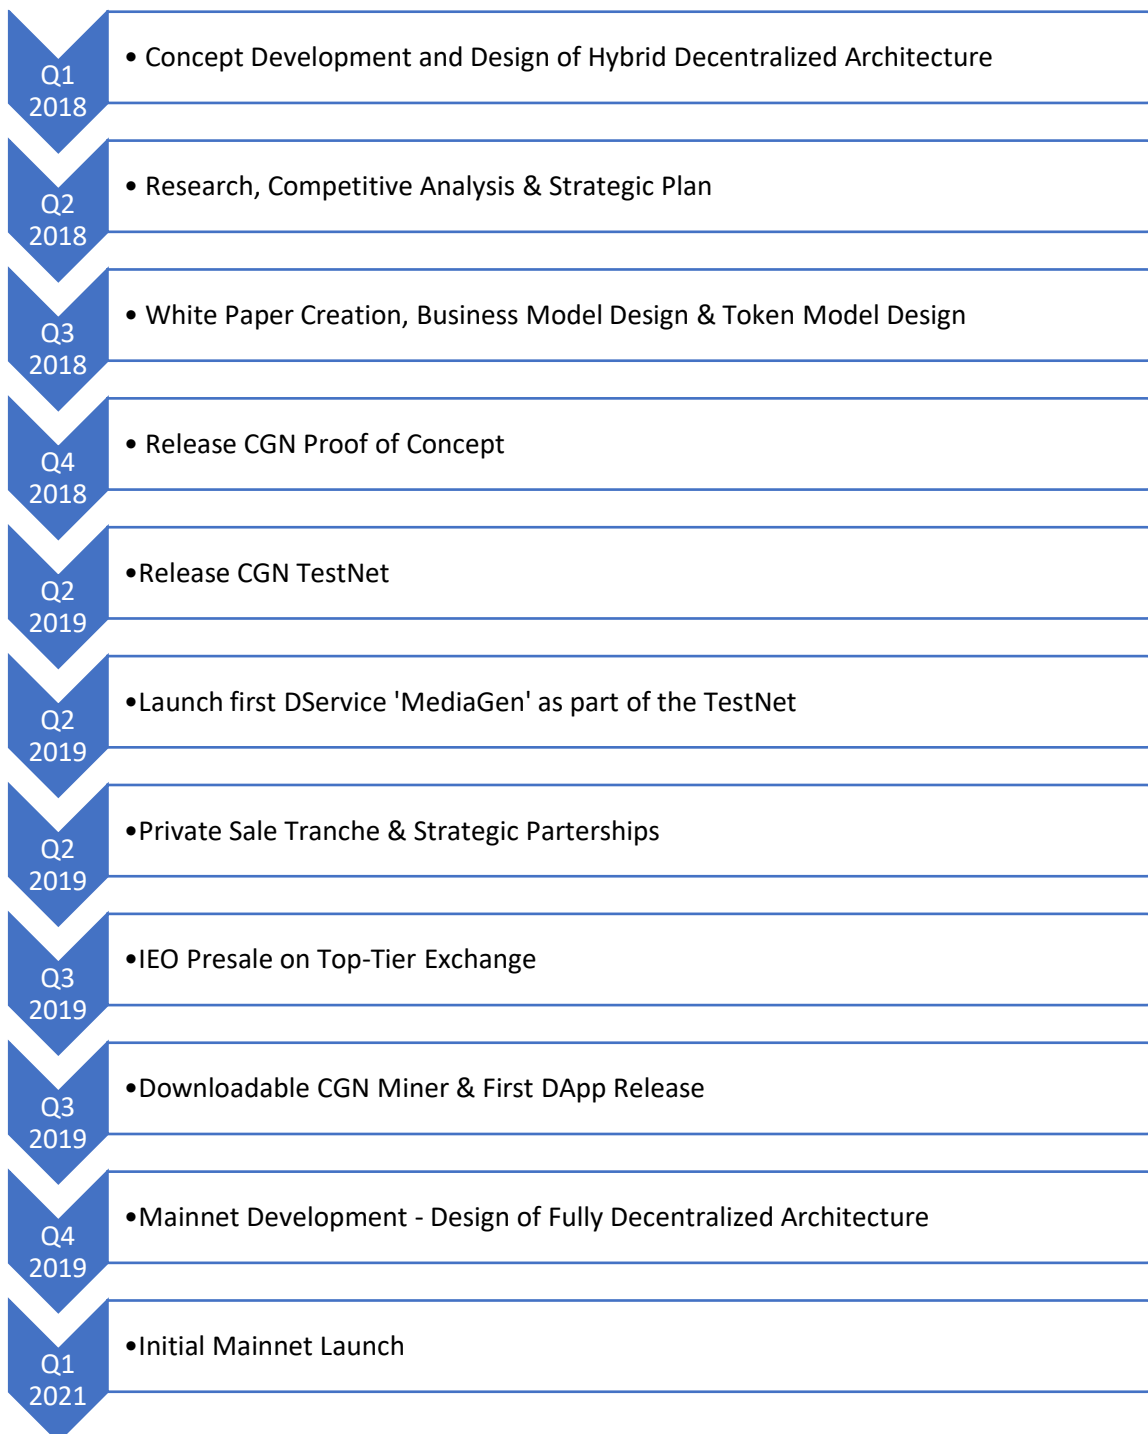 Q1
2018
• Concept Development and Design of Hybrid Decentralized Architecture
Q2
2018
• Research, Competitive Analysis & Strategic Plan
Q3
2018
• White Paper Creation, Business Model Design & Token Model Design
Q4
2018
• Release CGN Proof of Concept
Q2
2019
•Release CGN TestNet
Q2
2019
•Launch first DService 'MediaGen' as part of the TestNet
Q2
2019
•Private Sale Tranche & Strategic Parterships
Q3
2019
•IEO Presale on Top-Tier Exchange
Q3
2019
•Downloadable CGN Miner & First DApp Release
Q4
2019
•Mainnet Development - Design of Fully Decentralized Architecture
Q1
2021
•Initial Mainnet Launch